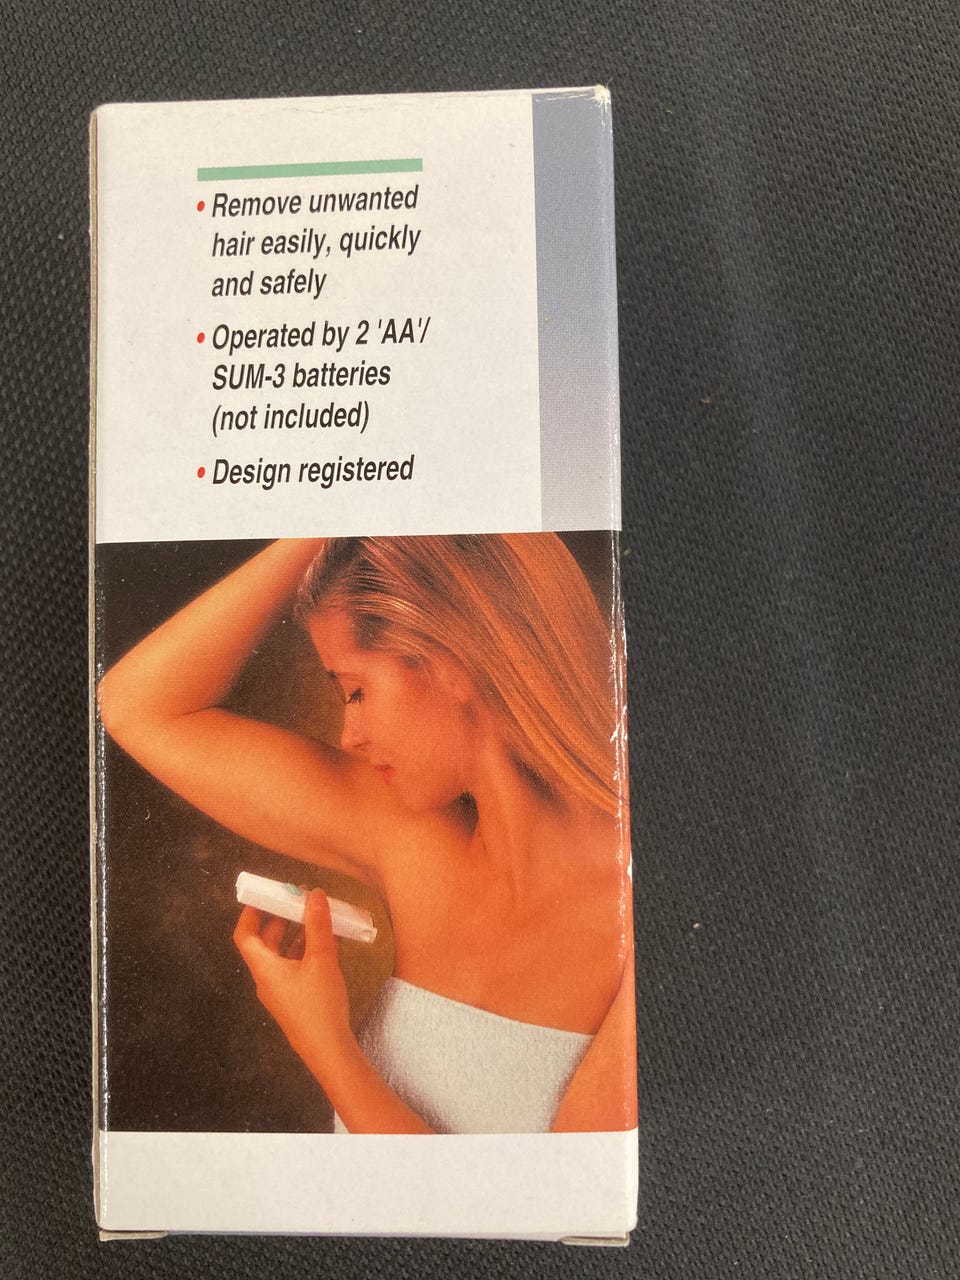 • Remove unwanted
hair easily, quickly
and safely
• Operated by 2 'AA'/
SUM-3 batteries
(not included)
• Design registered